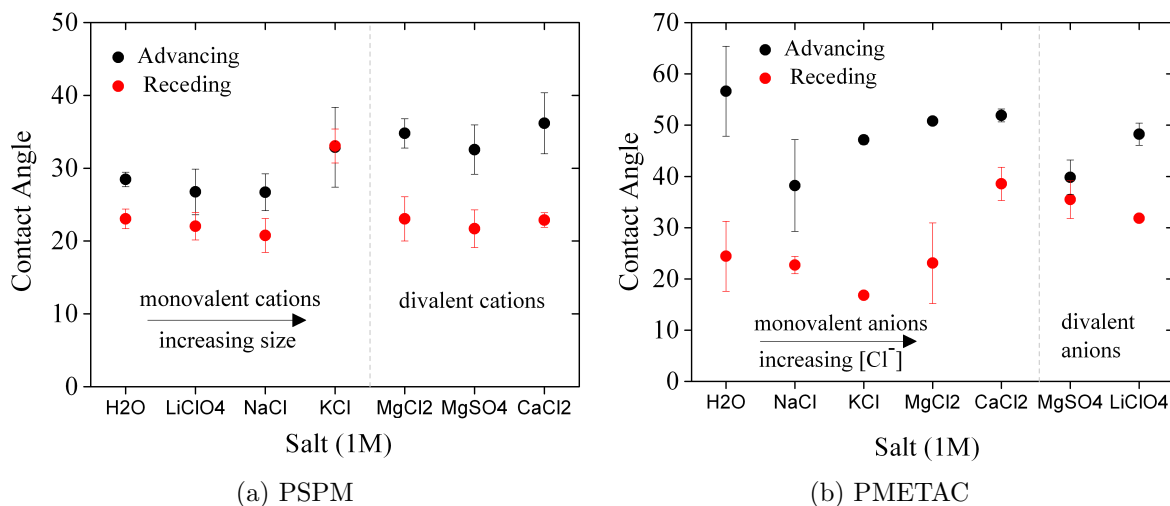 50
40
30
20
10
0
Contact Angle
Advancing
Receding
monovalent cations
increasing size
divalent cations
H2O LiClO4 NaCl KCl MgCl2 MgSO4 CaCl2
Salt (1M)
(a) PSPM
70
60
50
40
30
20
10
0
Contact Angle
Advancing
Receding
monovalent anions
increasing [Cl⁻]
divalent
anions
H2O NaCl KCl MgCl2 CaCl2 MgSO4 LiClO4
Salt (1M)
(b) PMETAC